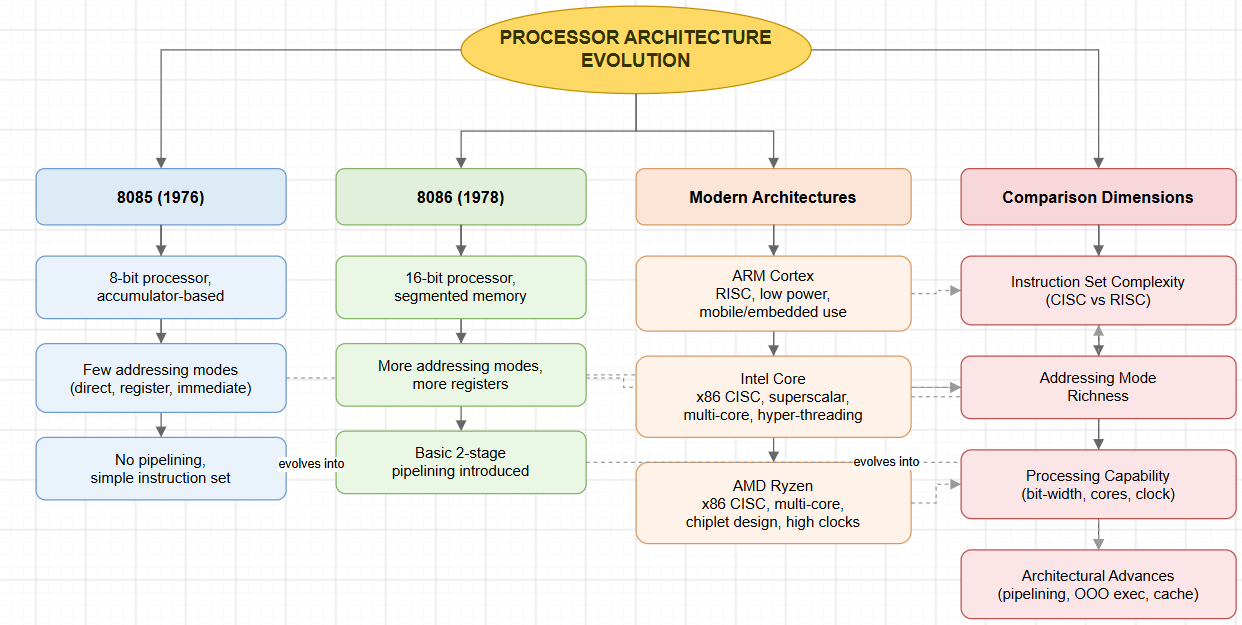 PROCESSOR ARCHITECTURE
EVOLUTION
8085 (1976)
8-bit processor,
accumulator-based
Few addressing modes
(direct, register, immediate)
No pipelining,
simple instruction set
evolves into
8086 (1978)
16-bit processor,
segmented memory
More addressing modes,
more registers
Basic 2-stage
pipelining introduced
Modern Architectures
ARM Cortex
RISC, low power,
mobile/embedded use
Intel Core
x86 CISC, superscalar,
multi-core, hyper-threading
evolves into
AMD Ryzen
x86 CISC, multi-core,
chiplet design, high clocks
Comparison Dimensions
Instruction Set Complexity
(CISC vs RISC)
Addressing Mode
Richness
Processing Capability
(bit-width, cores, clock)
Architectural Advances
(pipelining, OOO exec, cache)